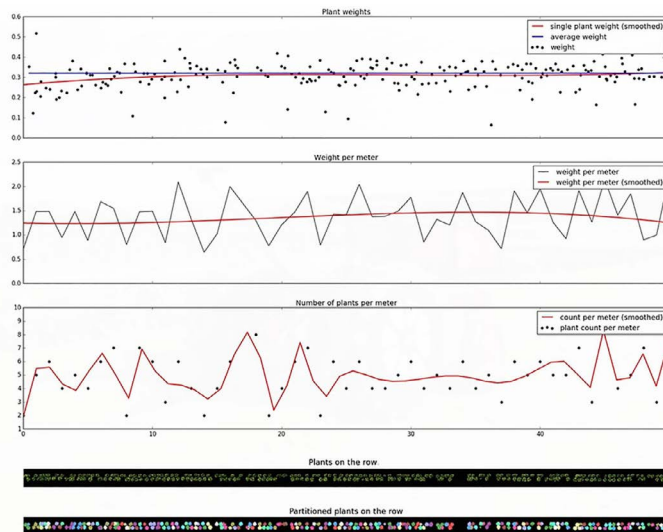 Plant weights
0.6
0.5
0.4
0.3
0.2
0.1
0.0
single plant weight (smoothed)
average weight
weight
Weight per meter
2.5
2.0
1.5
1.0
0.5
0.0
weight per meter
weight per meter (smoothed)
Number of plants per meter
10
9
8
7
6
5
4
3
2
1
count per meter (smoothed)
plant count per meter
0 10 20 30 40
Plants on the row
Partitioned plants on the row